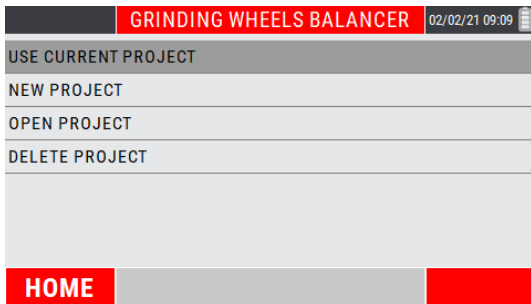 GRINDING WHEELS BALANCER 02/02/21 09:09
USE CURRENT PROJECT
NEW PROJECT
OPEN PROJECT
DELETE PROJECT
HOME